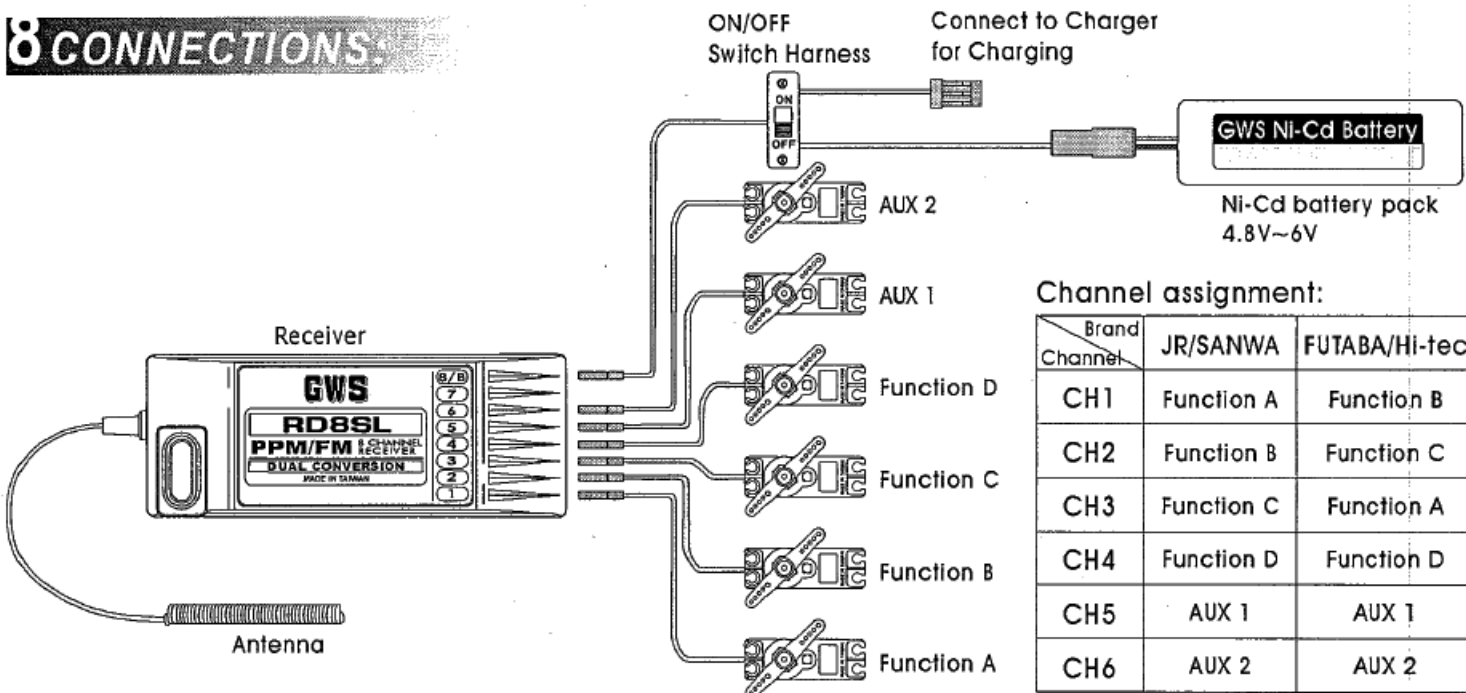 8 CONNECTIONS:
ON/OFF
Switch Harness
Connect to Charger
for Charging
ON
OFF
GWS Ni-Cd Battery
Ni-Cd battery pack
4.8V~6V
AUX 2
AUX 1
Function D
Function C
Function B
Function A
Receiver
GWS
RD8SL
PPM/FM 8 CHANNEL
RECEIVER
DUAL CONVERSION
MADE IN TAIWAN
8/B
7
6
5
4
3
2
1
Antenna
Channel assignment:
Brand
Channel
JR/SANWA
FUTABA/Hi-tec
CH1 Function A Function B
CH2 Function B Function C
CH3 Function C Function A
CH4 Function D Function D
CH5 AUX 1 AUX 1
CH6 AUX 2 AUX 2